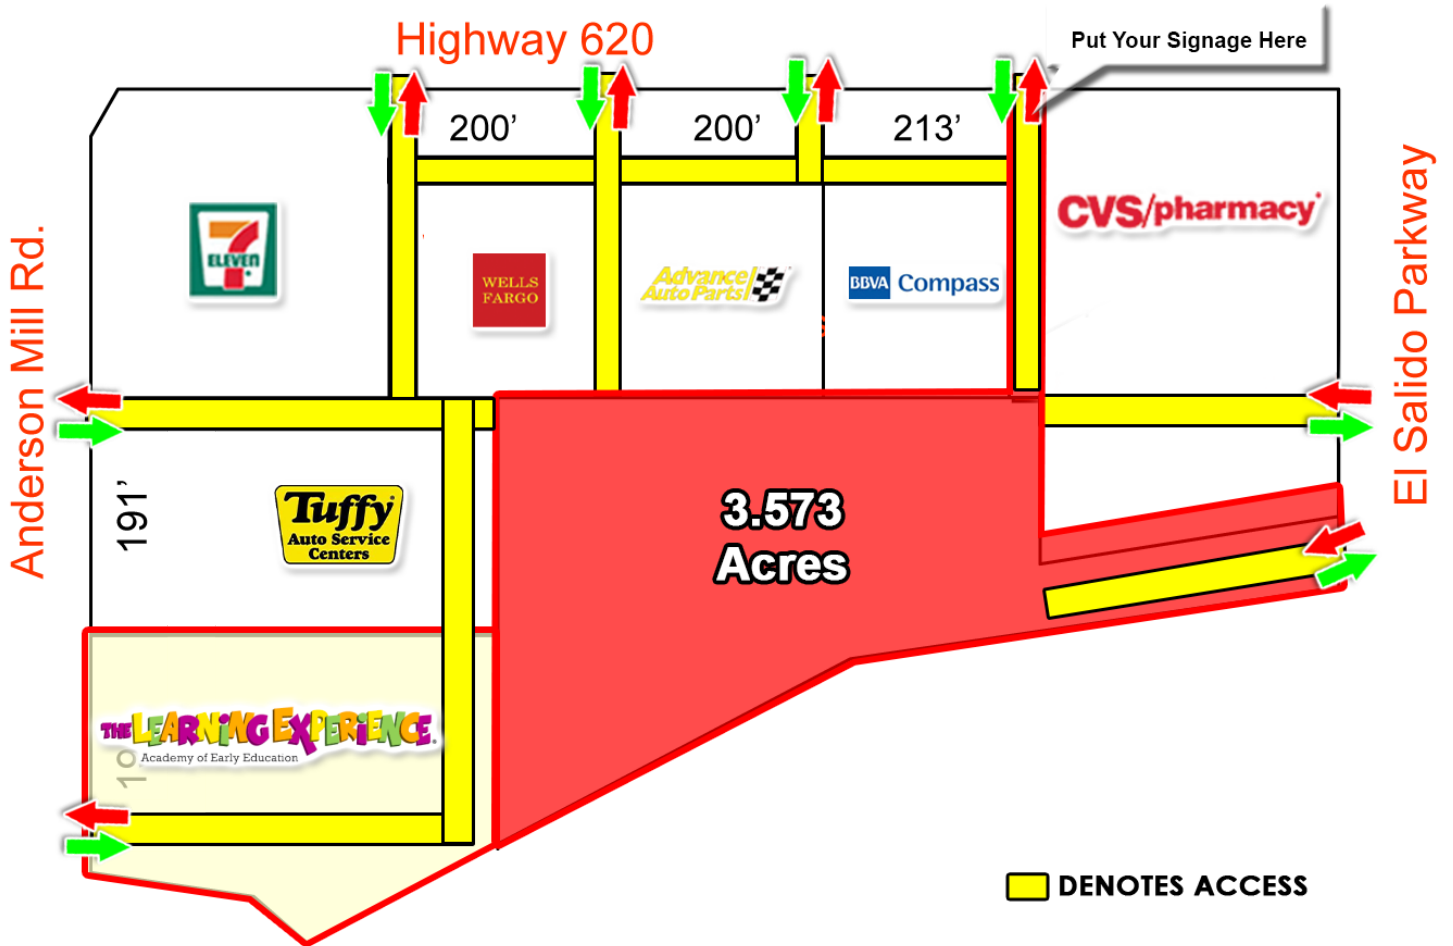 Highway 620
Put Your Signage Here
200’
200’
213’
Anderson Mill Rd.
El Salido Parkway
7
ELEVEN
WELLS
FARGO
Advance
Auto Parts
BBVA Compass
CVS/pharmacy
191’
Tuffy
Auto Service
Centers
3.573
Acres
THE LEARNING EXPERIENCE
Academy of Early Education
DENOTES ACCESS